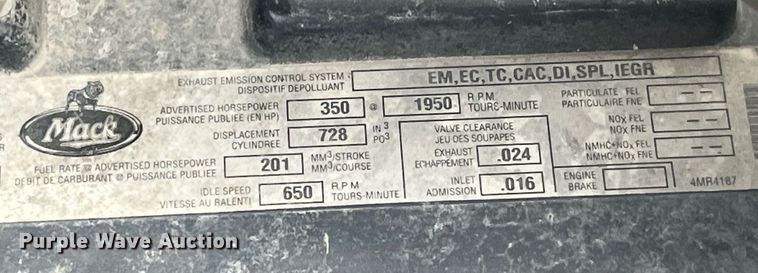 EXHAUST EMISSION CONTROL SYSTEM
DISPOSITIF DÉPOLLUANT
EM,EC,TC,CAC,DI,SPL,IEGR
Mack
ADVERTISED HORSEPOWER
PUISSANCE PUBLIÉE (EN HP)
350 @ 1950 R.P.M
TOURS-MINUTE
DISPLACEMENT
CYLINDREE
728 IN3
PO3
FUEL RATE @ ADVERTISED HORSEPOWER
DEBIT DE CARBURANT @ PUISSANCE PUBLIEE
201 MM3/STROKE
MM3/COURSE
IDLE SPEED
VITESSE AU RALENTI
650 R.P.M
TOURS-MINUTE
VALVE CLEARANCE
JEU DES SOUPAPES
EXHAUST
ECHAPPEMENT
.024
INLET
ADMISSION
.016
PARTICULATE FEL
PARTICULAIRE FNE
--
NOx FEL
NOx FNE
--
NMHC+NOx FEL
NMHC+NOx FNE
--
ENGINE
BRAKE
4MR4167
Purple Wave Auction